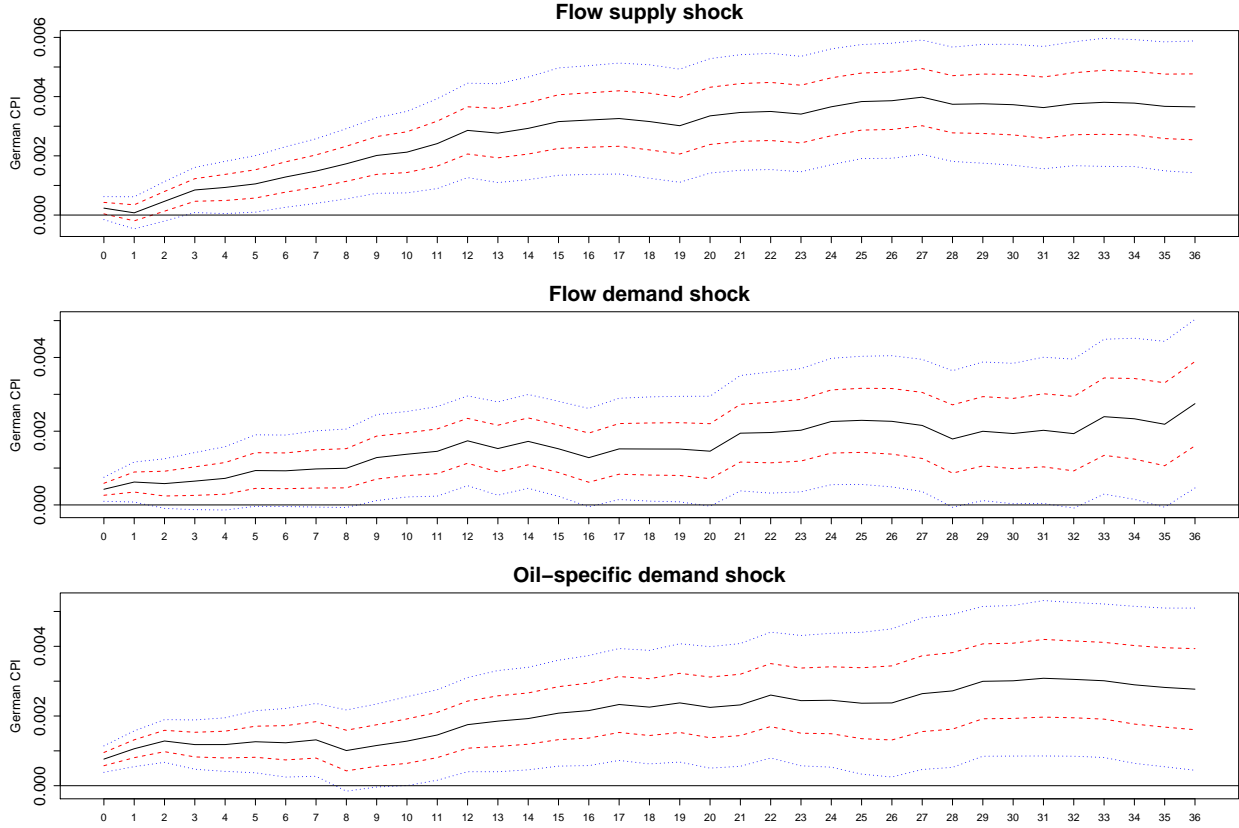 Flow supply shock
German CPI
0.000 0.002 0.004 0.006
0 1 2 3 4 5 6 7 8 9 10 11 12 13 14 15 16 17 18 19 20 21 22 23 24 25 26 27 28 29 30 31 32 33 34 35 36
Flow demand shock
German CPI
0.000 0.002 0.004
0 1 2 3 4 5 6 7 8 9 10 11 12 13 14 15 16 17 18 19 20 21 22 23 24 25 26 27 28 29 30 31 32 33 34 35 36
Oil−specific demand shock
German CPI
0.000 0.002 0.004
0 1 2 3 4 5 6 7 8 9 10 11 12 13 14 15 16 17 18 19 20 21 22 23 24 25 26 27 28 29 30 31 32 33 34 35 36